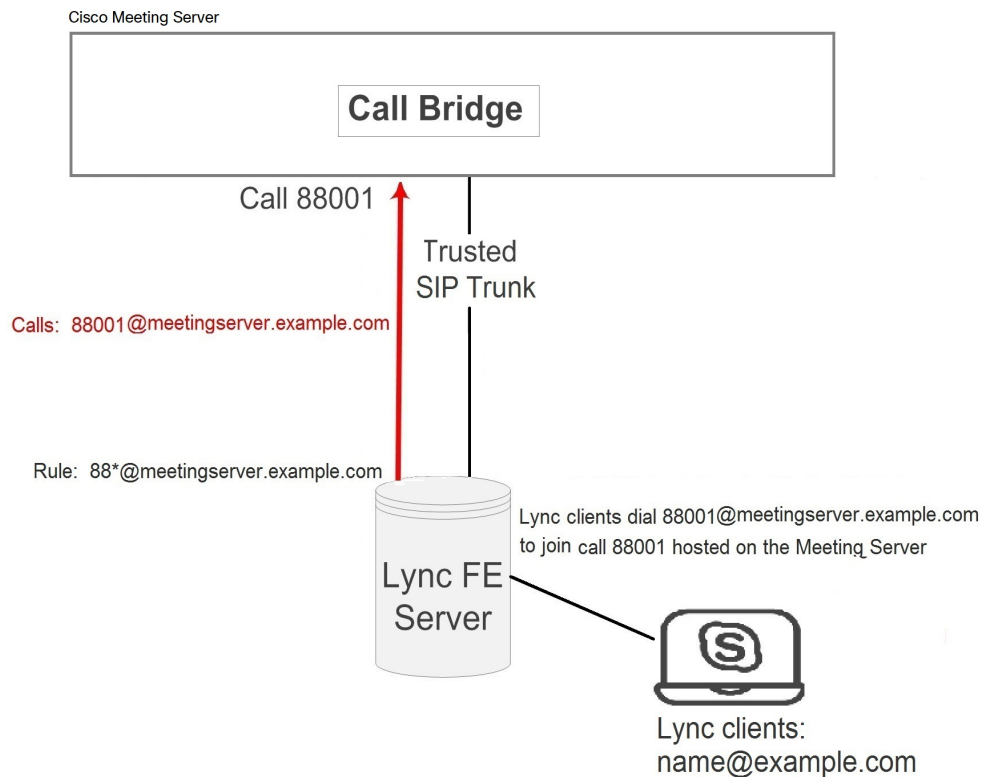 Cisco Meeting Server
Call Bridge
Call 88001
Trusted
SIP Trunk
Calls: 88001@meetingserver.example.com
Rule: 88*@meetingserver.example.com
Lync clients dial 88001@meetingserver.example.com
to join call 88001 hosted on the Meeting Server
Lync FE
Server
S
Lync clients:
name@example.com